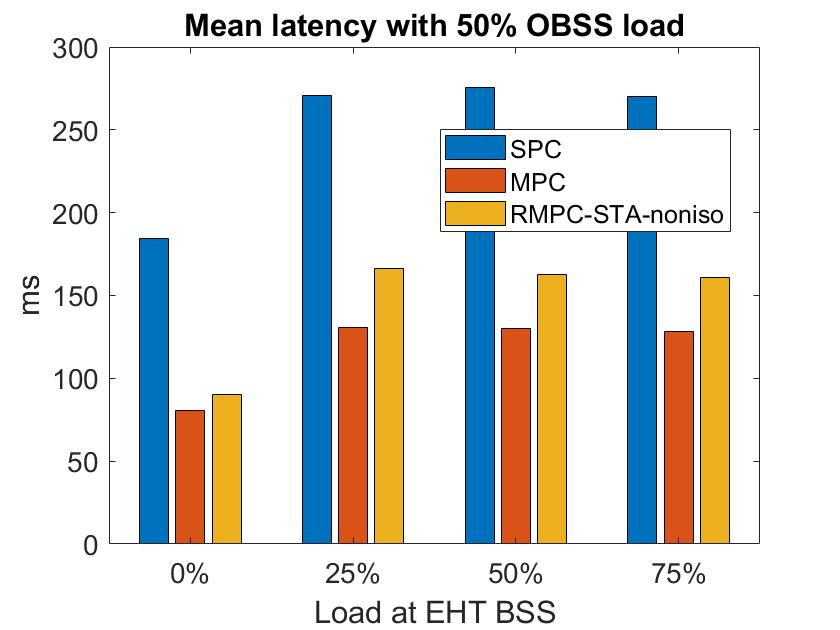 Mean latency with 50% OBSS load
300
250
200
150
100
50
0
ms
SPC
MPC
RMPC-STA-noniso
0% 25% 50% 75%
Load at EHT BSS